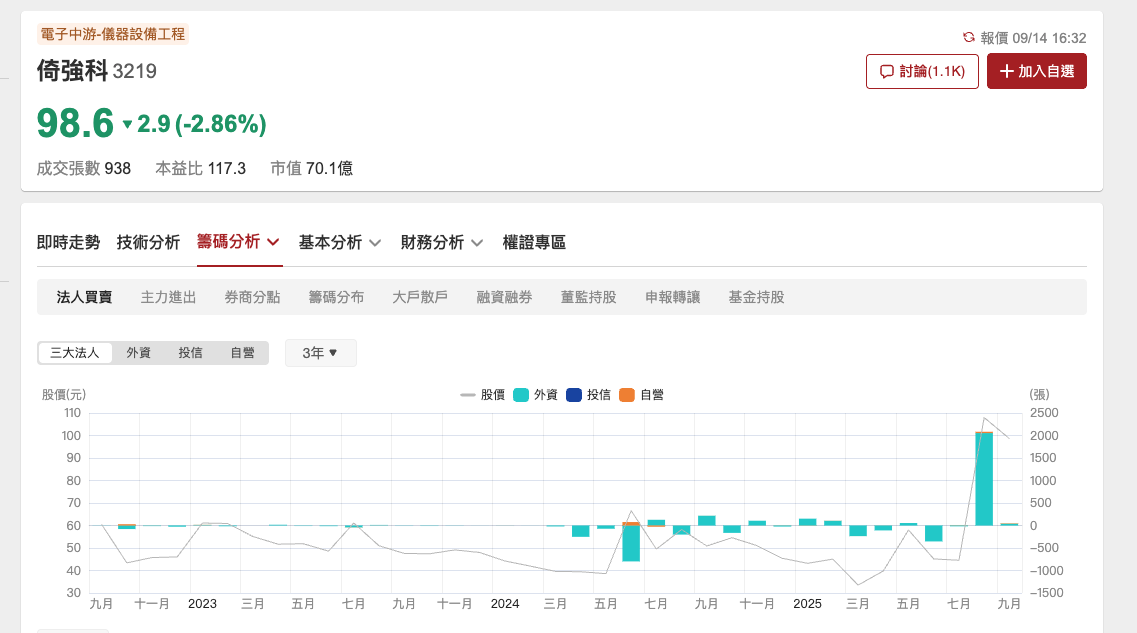 電子中游-儀器設備工程
報價 09/14 16:32
倚強科 3219
討論(1.1K)
加入自選
98.6 ▼ 2.9 (-2.86%)
成交張數 938 本益比 117.3 市值 70.1億
即時走勢 技術分析 籌碼分析 基本分析 財務分析 權證專區
法人買賣 主力進出 券商分點 籌碼分布 大戶散戶 融資融券 董監持股 申報轉讓 基金持股
三大法人 外資 投信 自營 3年 ▼
股價(元) 股價 外資 投信 自營 (張)
110 2500
100 2000
90 1500
80 1000
70 500
60 0
50 −500
40 −1000
30 −1500
九月 十一月 2023 三月 五月 七月 九月 十一月 2024 三月 五月 七月 九月 十一月 2025 三月 五月 七月 九月